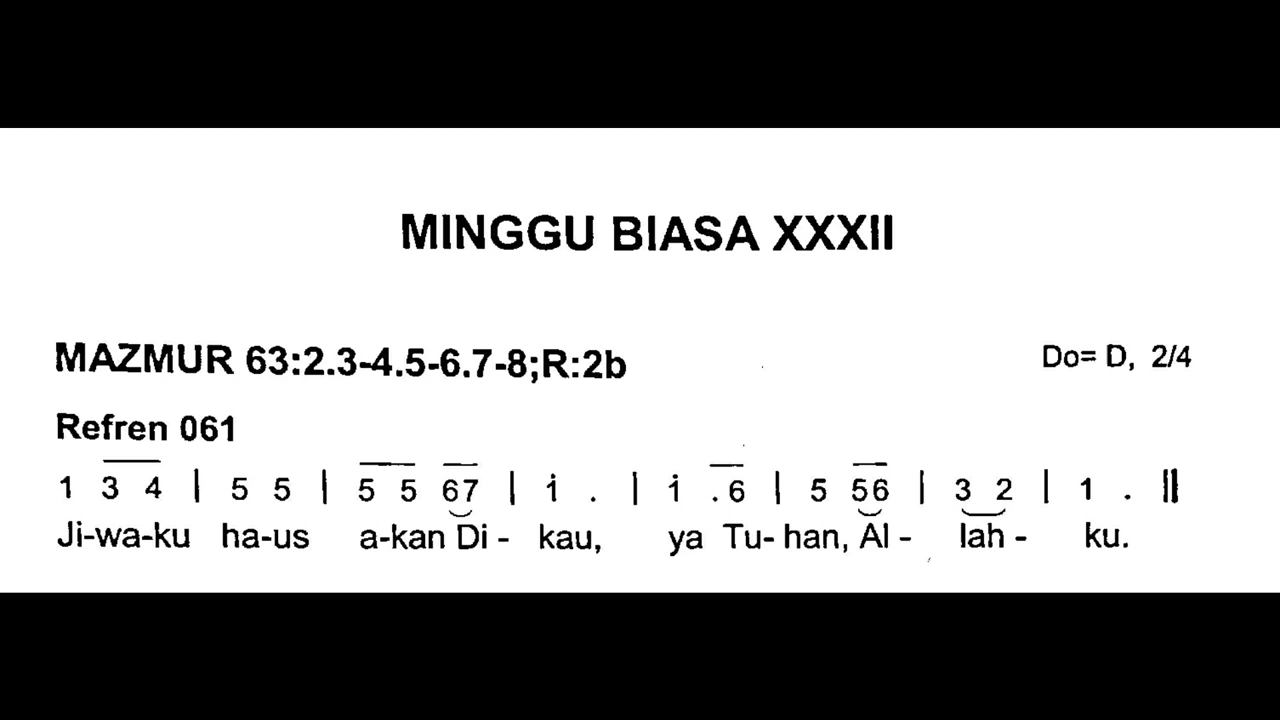 MINGGU BIASA XXXII
MAZMUR 63:2.3-4.5-6.7-8;R:2b Do= D, 2/4
Refren 061
1 3 4 | 5 5 | 5 5 67 | i . | i .6 | 5 56 | 3 2 | 1 . ||
Ji-wa-ku ha-us a-kan Di - kau, ya Tu- han, Al - lah - ku.